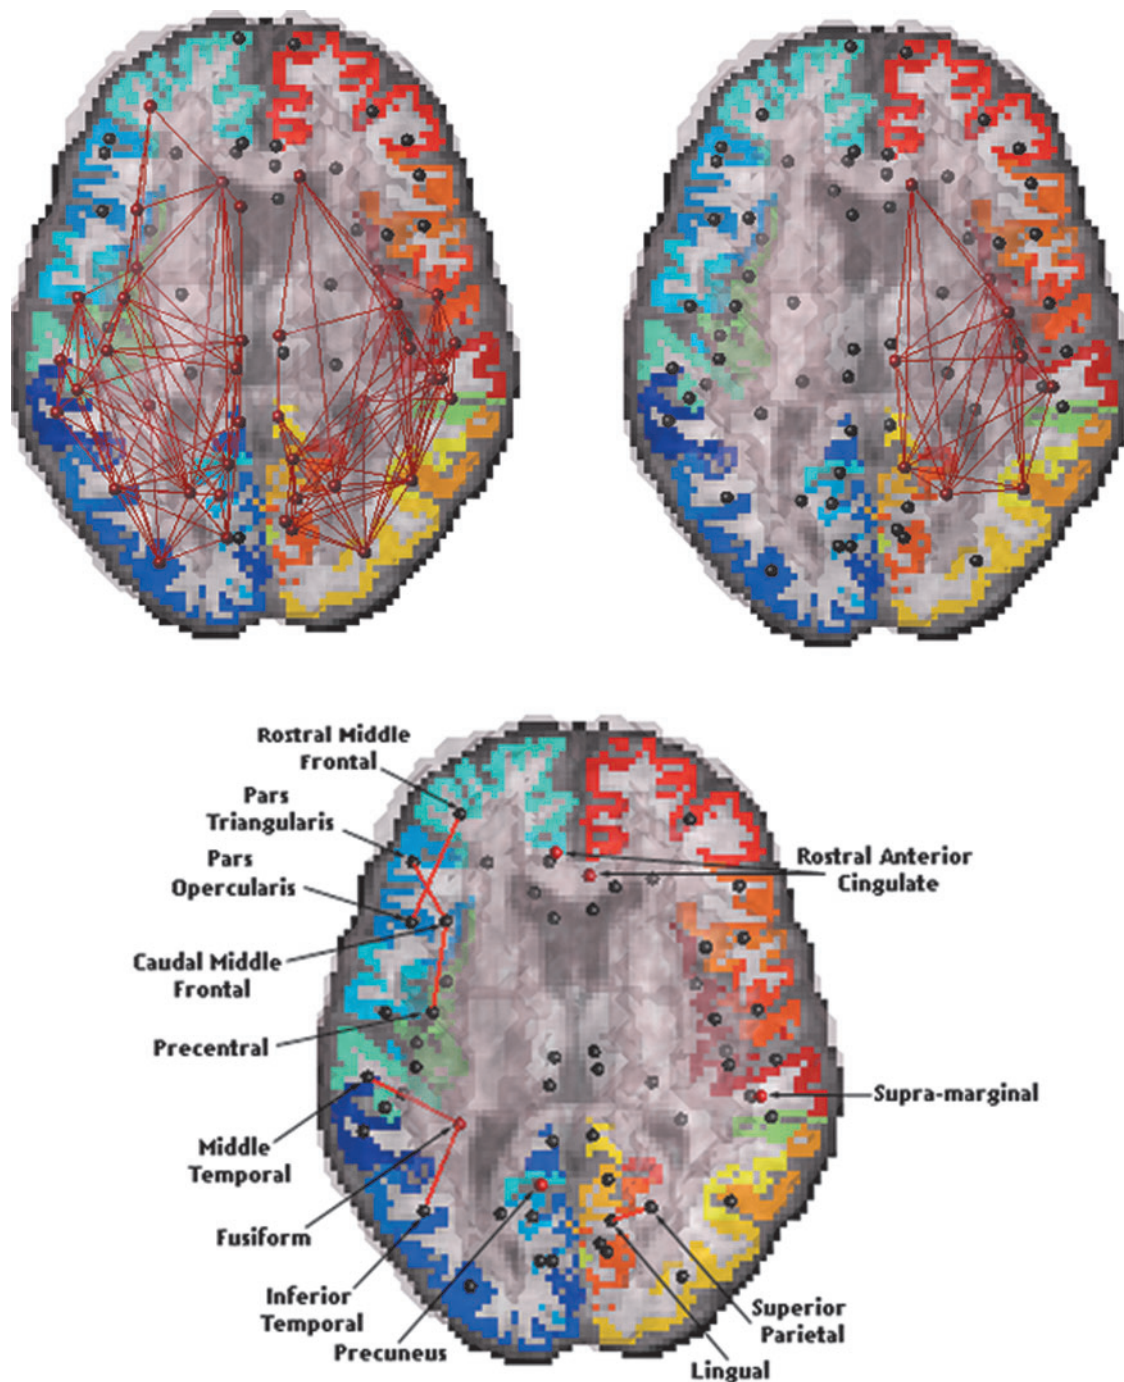 Rostral Middle
Frontal
Pars
Triangularis
Pars
Opercularis
Caudal Middle
Frontal
Precentral
Middle
Temporal
Fusiform
Inferior
Temporal
Precuneus
Rostral Anterior
Cingulate
Supra-marginal
Superior
Parietal
Lingual